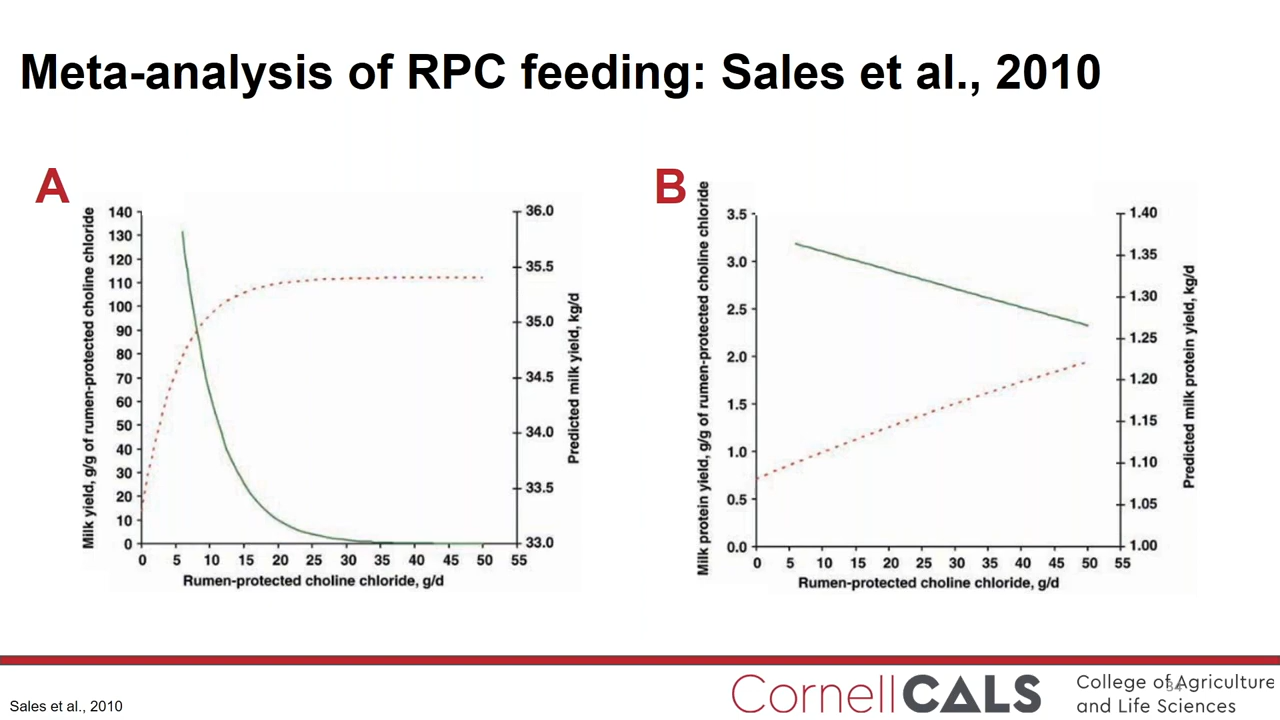 Meta-analysis of RPC feeding: Sales et al., 2010
A
Milk yield, g/g of rumen-protected choline chloride
140
130
120
110
100
90
80
70
60
50
40
30
20
10
0
36.0
35.5
35.0
34.5
34.0
33.5
33.0
Predicted milk yield, kg/d
0 5 10 15 20 25 30 35 40 45 50 55
Rumen-protected choline chloride, g/d
B
Milk protein yield, g/g of rumen-protected choline chloride
3.5
3.0
2.5
2.0
1.5
1.0
0.5
0.0
1.40
1.35
1.30
1.25
1.20
1.15
1.10
1.05
1.00
Predicted milk protein yield, kg/d
0 5 10 15 20 25 30 35 40 45 50 55
Rumen-protected choline chloride, g/d
Sales et al., 2010
CornellCALS
College of Agriculture
and Life Sciences
34